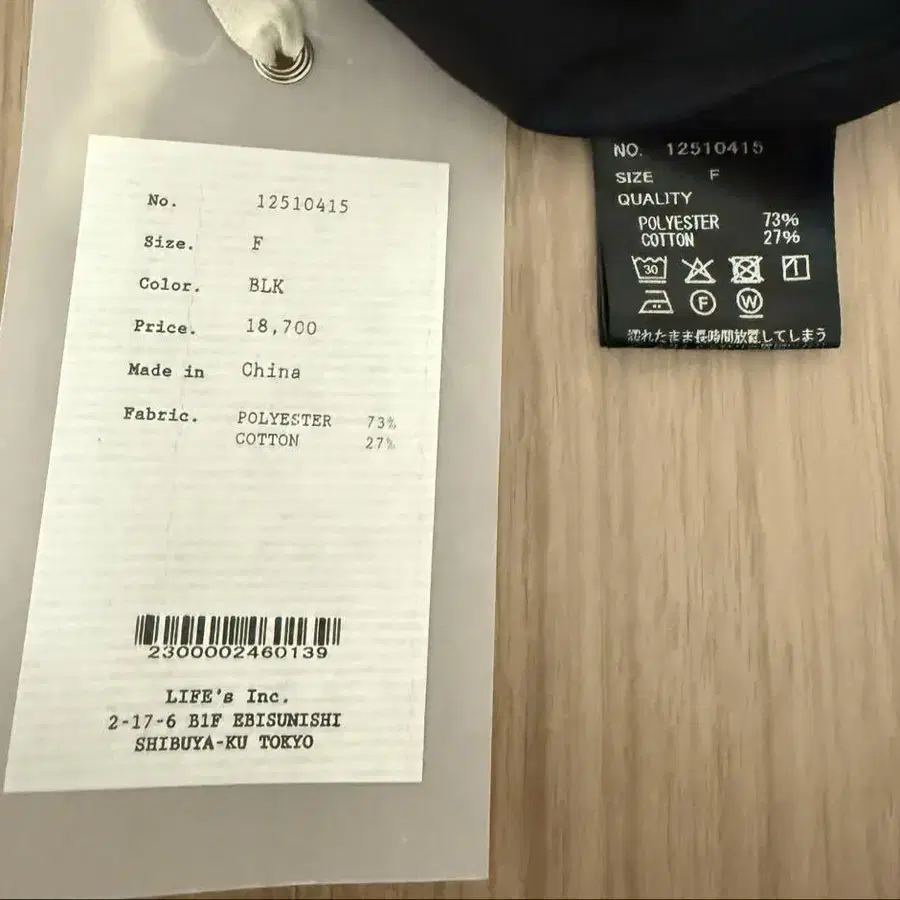 No. 12510415
Size. F
Color. BLK
Price. 18,700
Made in China
Fabric. POLYESTER 73%
COTTON 27%
2300002460139
LIFE's Inc.
2-17-6 B1F EBISUNISHI
SHIBUYA-KU TOKYO
NO. 12510415
SIZE F
QUALITY
POLYESTER 73%
COTTON 27%
30
F
W
濡れたまま長時間放置してしまう